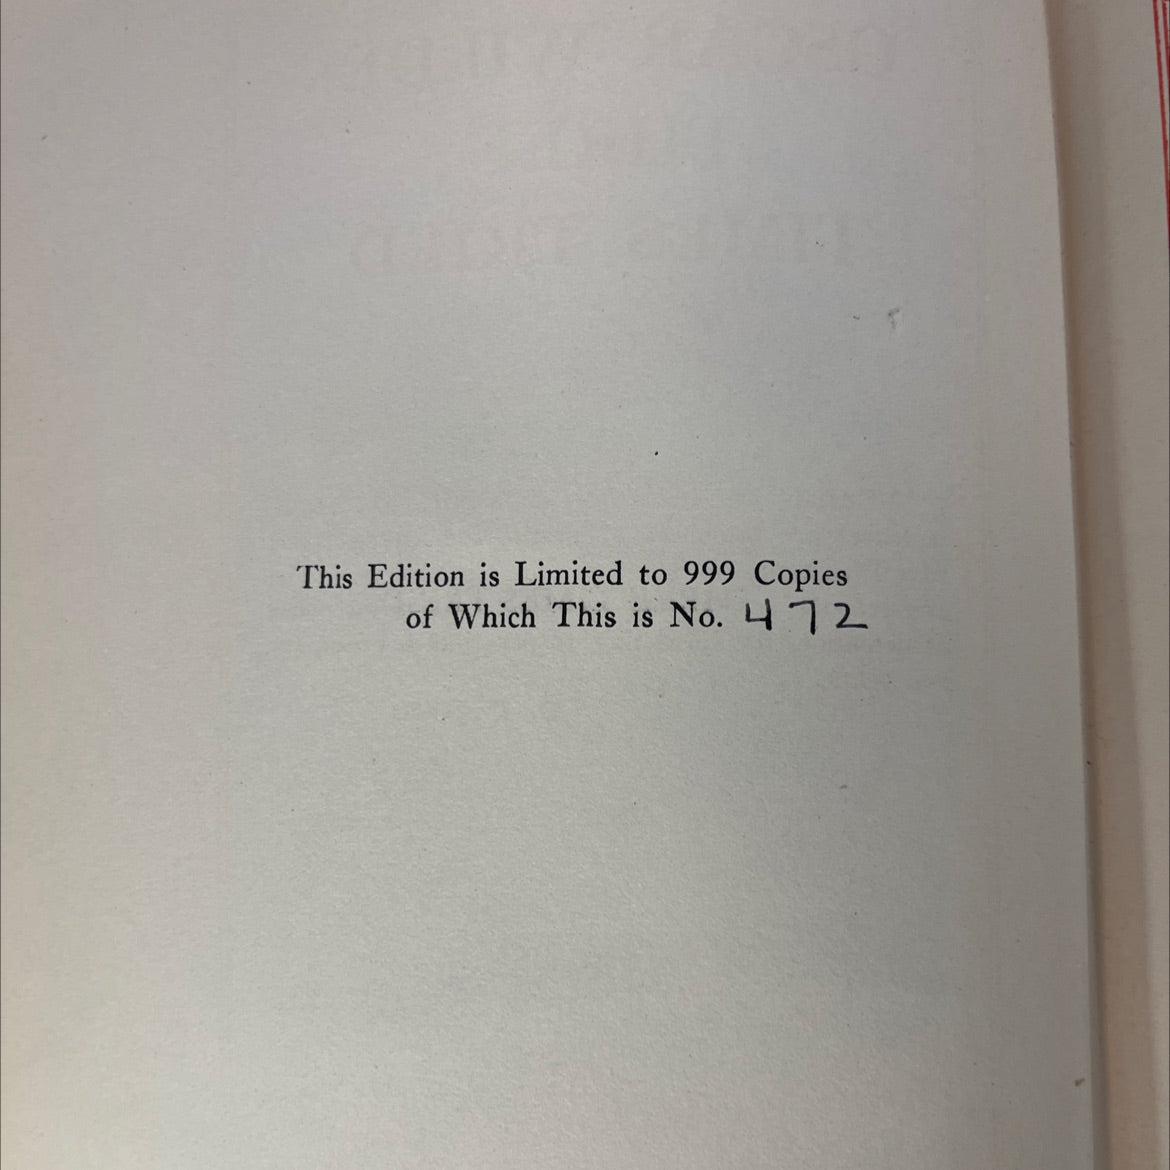 This Edition is Limited to 999 Copies
of Which This is No. 472